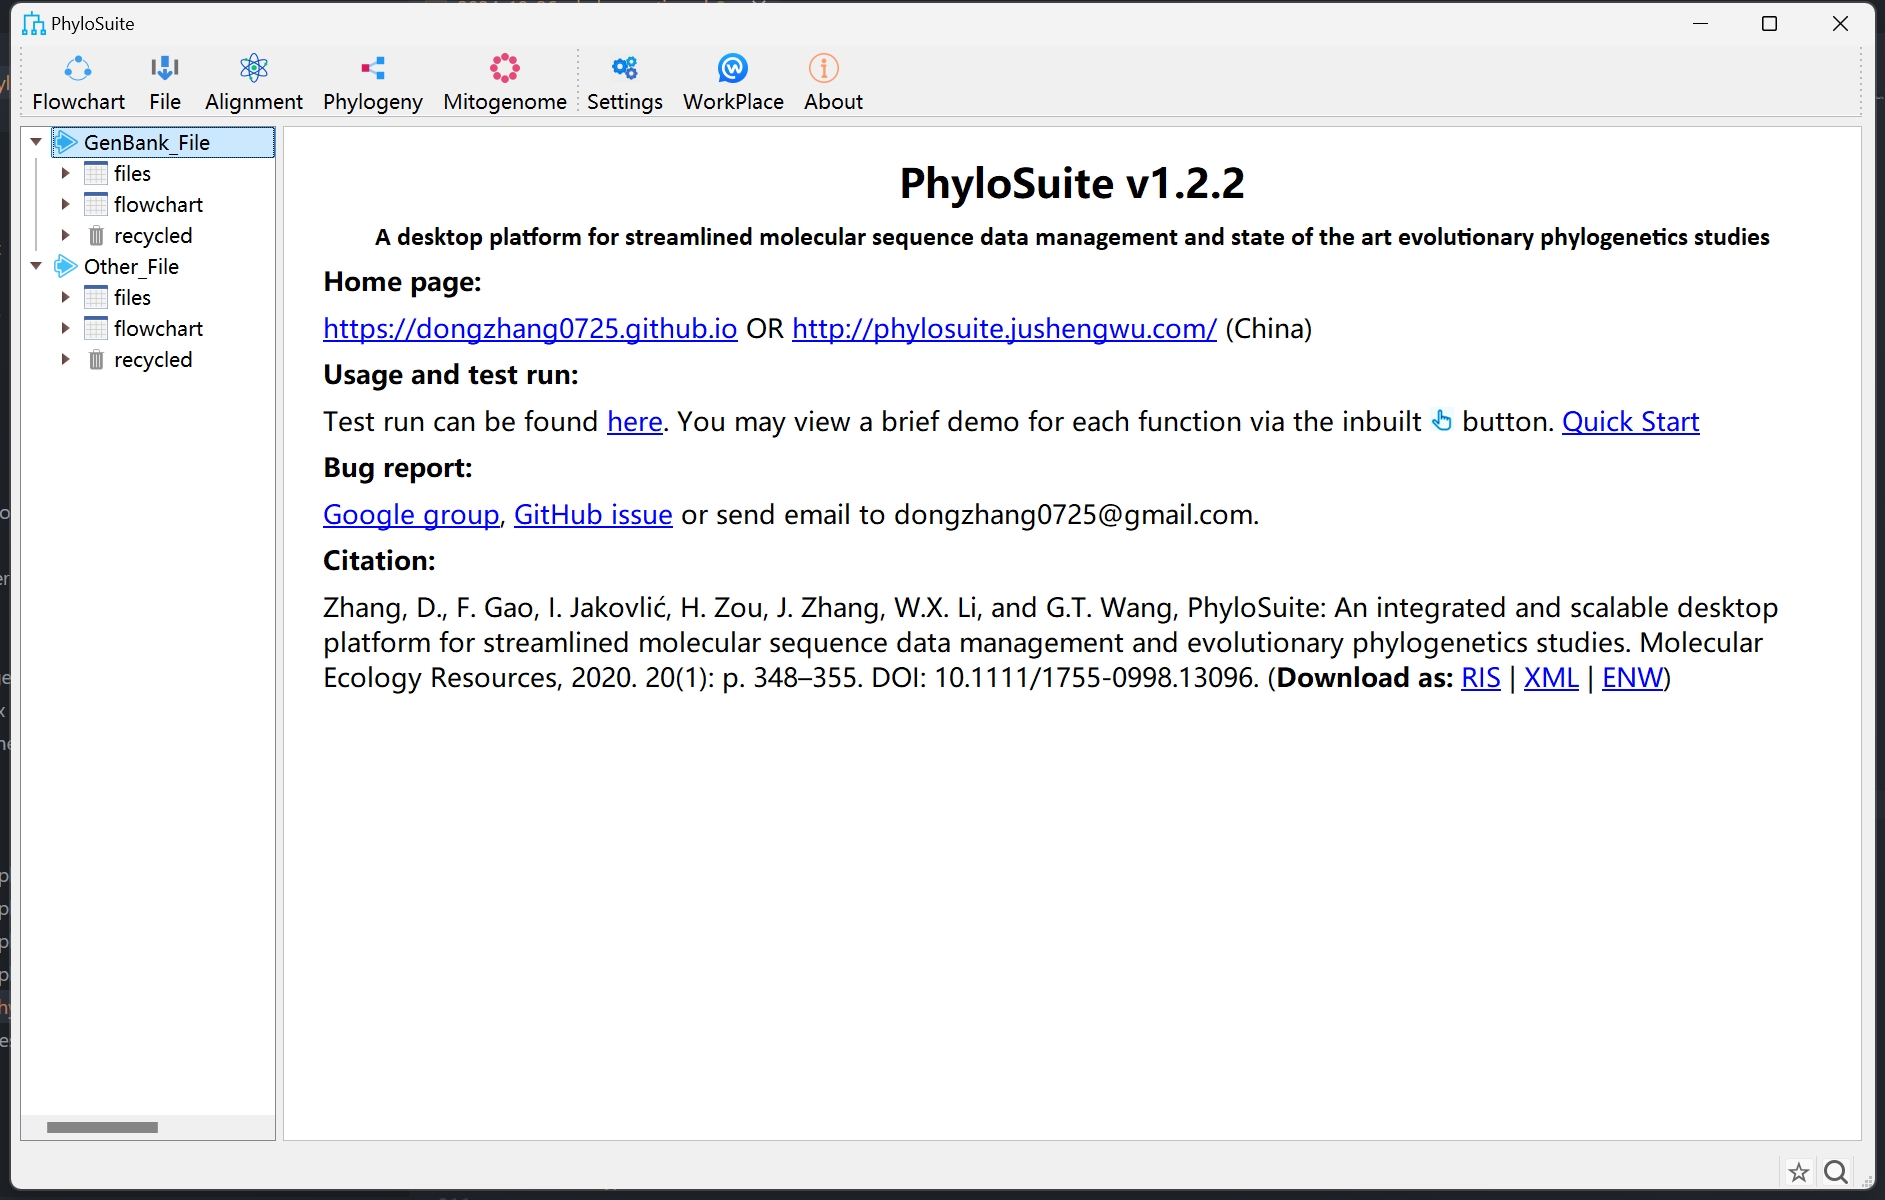 PhyloSuite
Flowchart File Alignment Phylogeny Mitogenome Settings WorkPlace About
GenBank_File
files
flowchart
recycled
Other_File
files
flowchart
recycled
PhyloSuite v1.2.2
A desktop platform for streamlined molecular sequence data management and state of the art evolutionary phylogenetics studies
Home page:
https://dongzhang0725.github.io OR http://phylosuite.jushengwu.com/ (China)
Usage and test run:
Test run can be found here. You may view a brief demo for each function via the inbuilt button. Quick Start
Bug report:
Google group, GitHub issue or send email to dongzhang0725@gmail.com.
Citation:
Zhang, D., F. Gao, I. Jakovlić, H. Zou, J. Zhang, W.X. Li, and G.T. Wang, PhyloSuite: An integrated and scalable desktop
platform for streamlined molecular sequence data management and evolutionary phylogenetics studies. Molecular
Ecology Resources, 2020. 20(1): p. 348–355. DOI: 10.1111/1755-0998.13096. (Download as: RIS | XML | ENW)